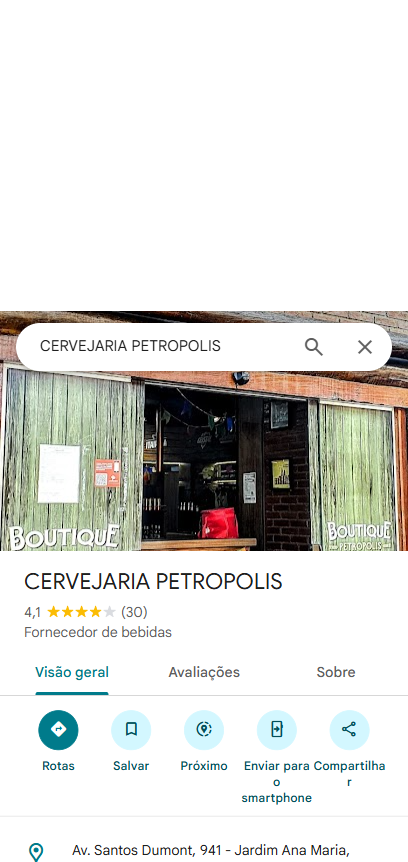 CERVEJARIA PETROPOLIS
BOUTIQUE
BOUTIQUE
PETROPOLIS
CERVEJARIA PETROPOLIS
4,1 (30)
Fornecedor de bebidas
Visão geral Avaliações Sobre
Rotas Salvar Próximo Enviar para o smartphone Compartilhar
Av. Santos Dumont, 941 - Jardim Ana Maria,